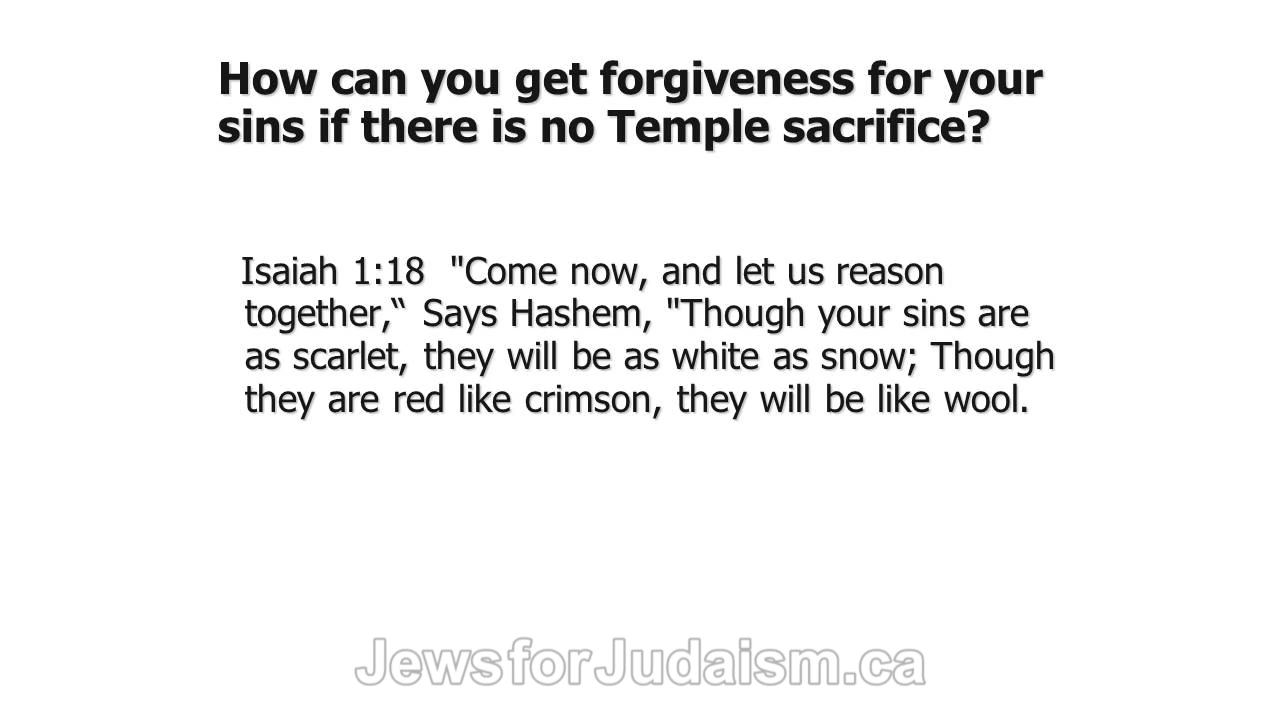 How can you get forgiveness for your
sins if there is no Temple sacrifice?
Isaiah 1:18  "Come now, and let us reason
together,“ Says Hashem, "Though your sins are
as scarlet, they will be as white as snow; Though
they are red like crimson, they will be like wool.
JewsforJudaism.ca